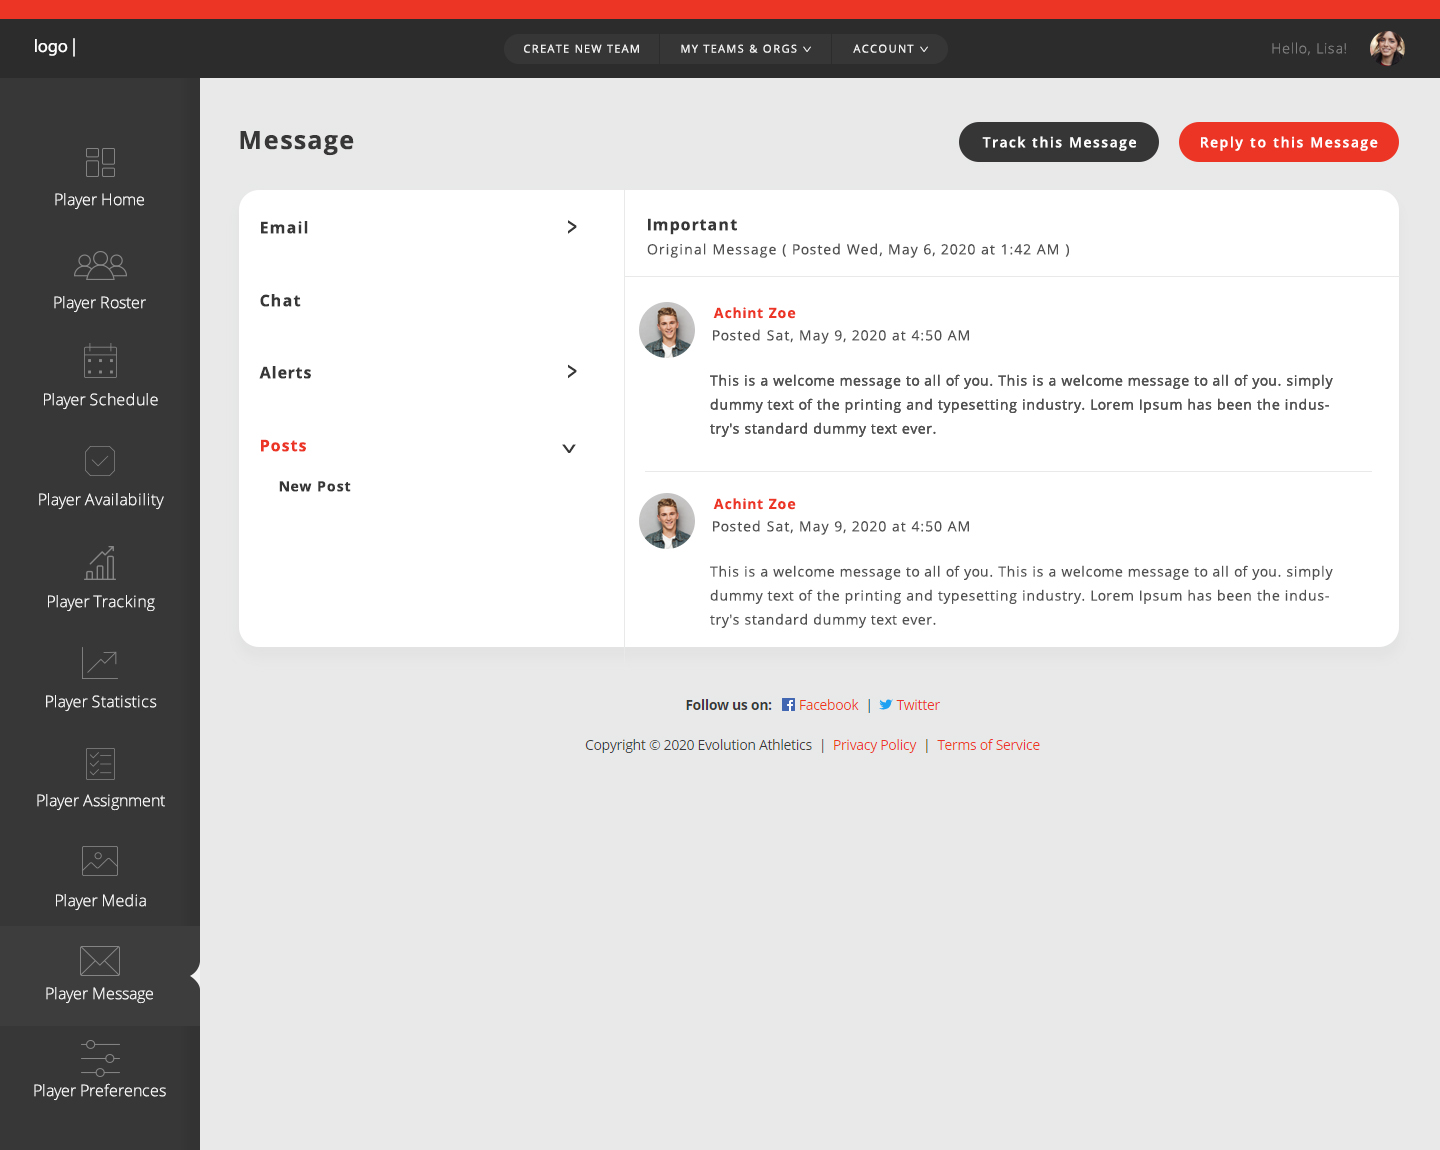 logo |
CREATE NEW TEAM
MY TEAMS & ORGS
ACCOUNT
Hello, Lisa!
Player Home
Player Roster
Player Schedule
Player Availability
Player Tracking
Player Statistics
Player Assignment
Player Media
Player Message
Player Preferences
Message
Track this Message
Reply to this Message
Email
Chat
Alerts
Posts
New Post
Important
Original Message ( Posted Wed, May 6, 2020 at 1:42 AM )
Achint Zoe
Posted Sat, May 9, 2020 at 4:50 AM
This is a welcome message to all of you. This is a welcome message to all of you. simply
dummy text of the printing and typesetting industry. Lorem Ipsum has been the indus-
try's standard dummy text ever.
Achint Zoe
Posted Sat, May 9, 2020 at 4:50 AM
This is a welcome message to all of you. This is a welcome message to all of you. simply
dummy text of the printing and typesetting industry. Lorem Ipsum has been the indus-
try's standard dummy text ever.
Follow us on: Facebook | Twitter
Copyright © 2020 Evolution Athletics | Privacy Policy | Terms of Service